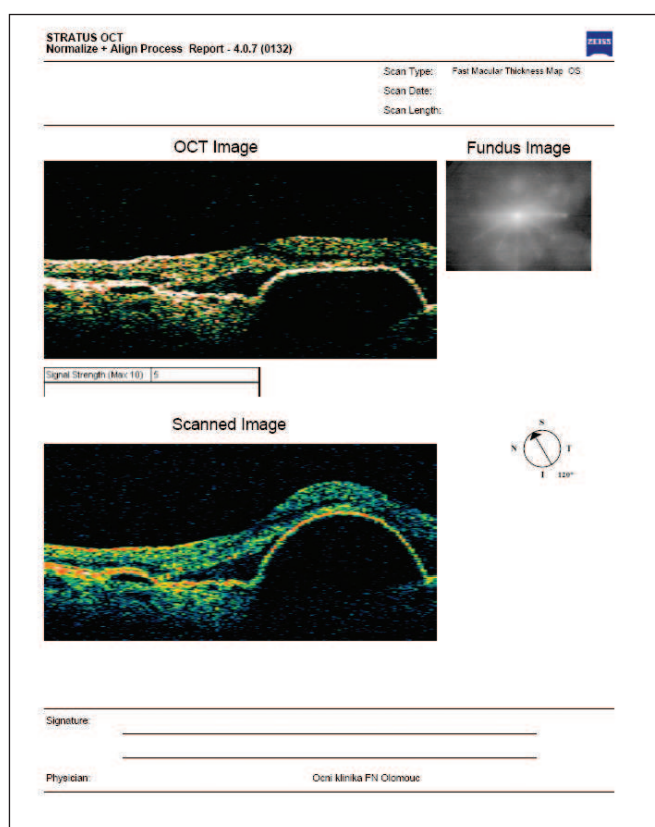 STRATUS OCT
Normalize + Align Process Report - 4.0.7 (0132)
ZEISS
Scan Type: Fast Macular Thickness Map OS
Scan Date:
Scan Length:
OCT Image
Fundus Image
Signal Strength (Max 10) 5
Scanned Image
S
N T
I
120°
Signature:
Physician: Ocni klinika FN Olomouc